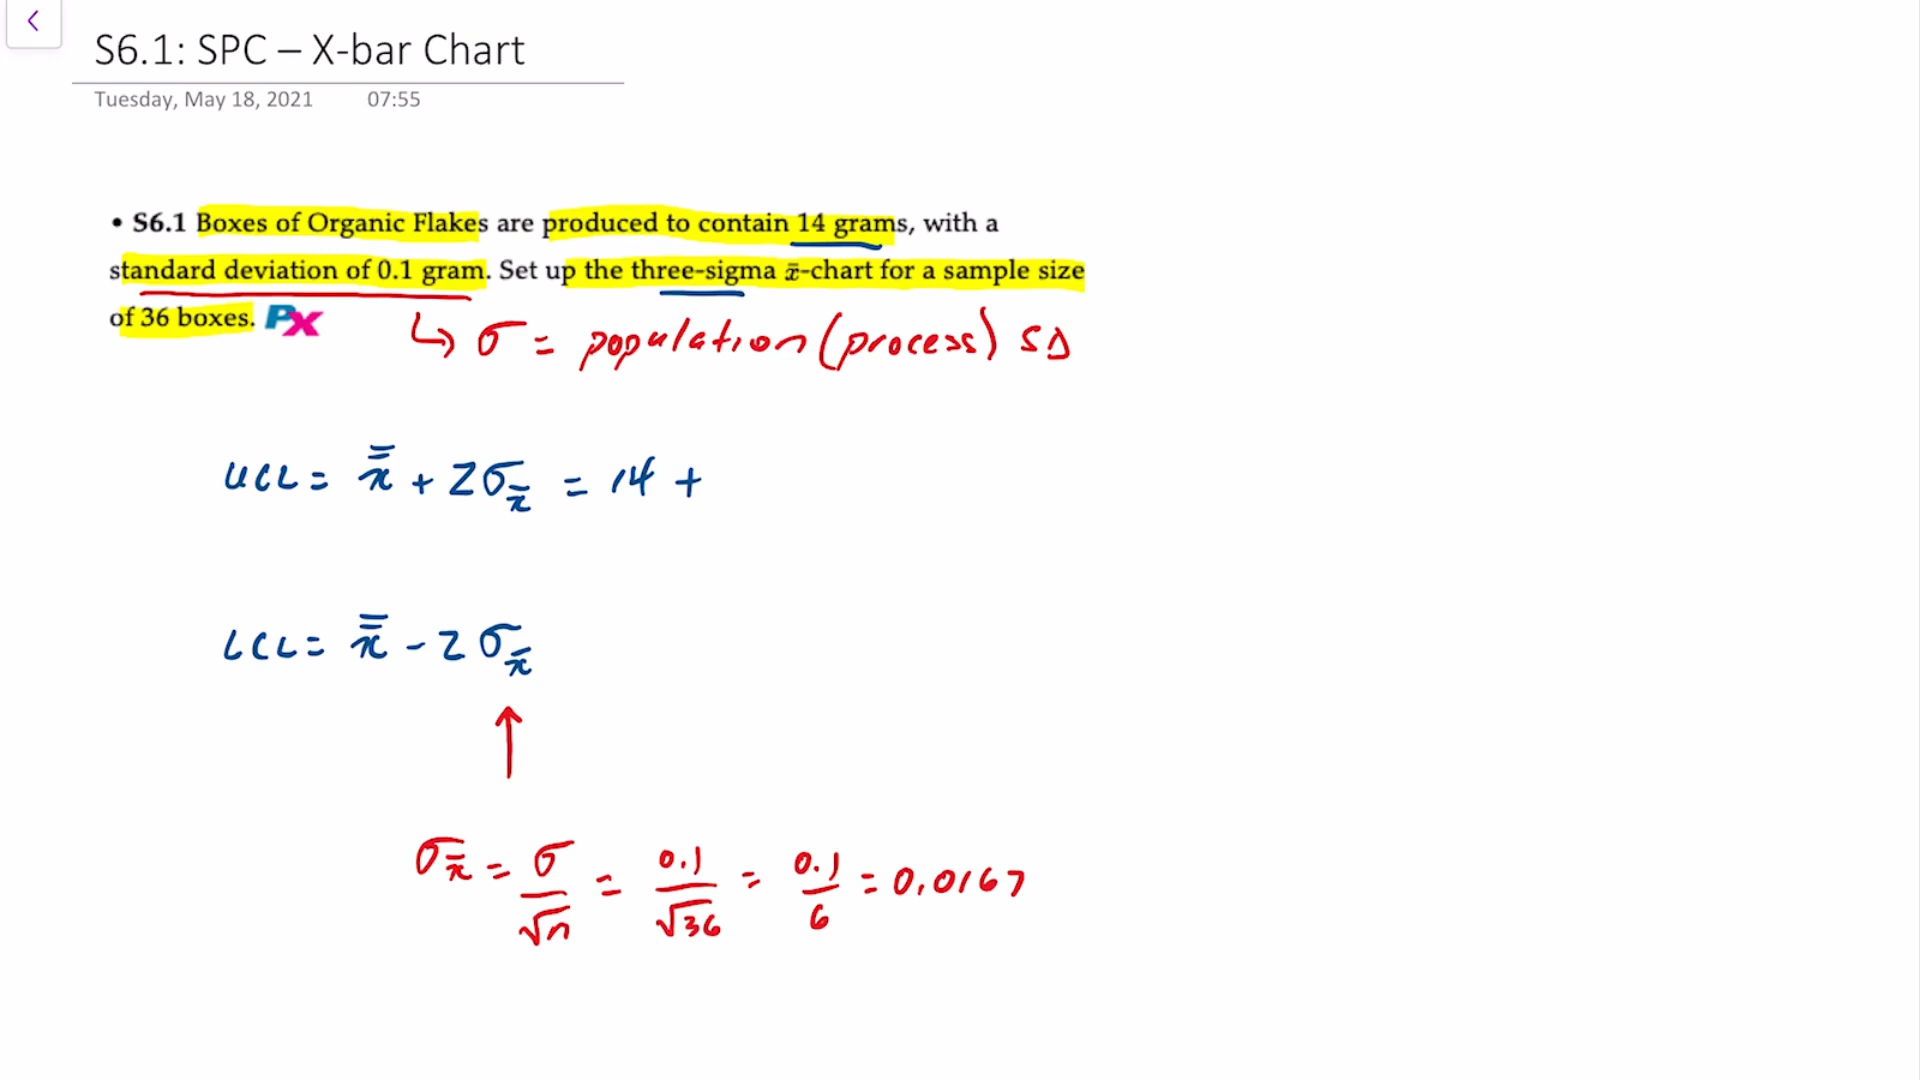 S6.1: SPC – X-bar Chart
Tuesday, May 18, 2021 07:55
• S6.1 Boxes of Organic Flakes are produced to contain 14 grams, with a
standard deviation of 0.1 gram. Set up the three-sigma x̄-chart for a sample size
of 36 boxes. PX
↳ σ = population (process) SD
UCL = x̿ + Zσx̄ = 14 +
LCL = x̿ - Zσx̄
σx̄ = σ/√n = 0.1/√36 = 0.1/6 = 0.0167